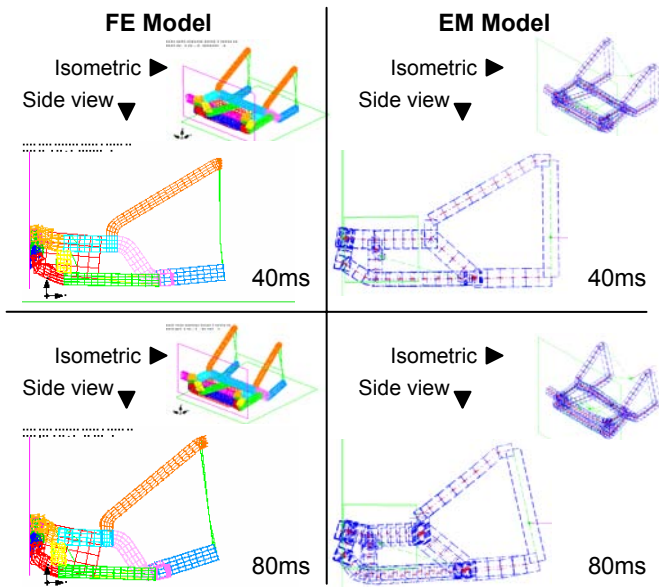 FE Model
EM Model
Isometric ►
Side view ▼
40ms
Isometric ►
Side view ▼
40ms
Isometric ►
Side view ▼
80ms
Isometric ►
Side view ▼
80ms